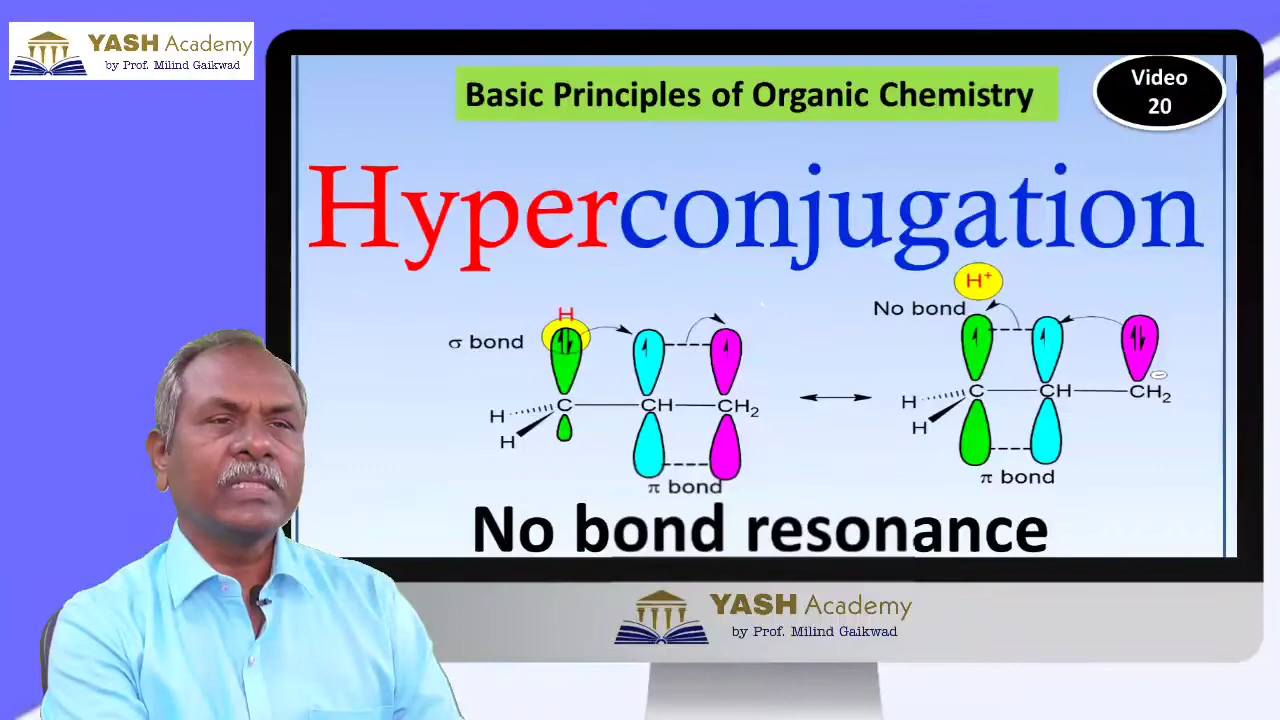 YASH Academy
by Prof. Milind Gaikwad
Basic Principles of Organic Chemistry
Video
20
Hyperconjugation
H
σ bond
H
H
C
CH
CH₂
π bond
H⁺
No bond
H
H
C
CH
CH₂
−
π bond
No bond resonance
YASH Academy
by Prof. Milind Gaikwad